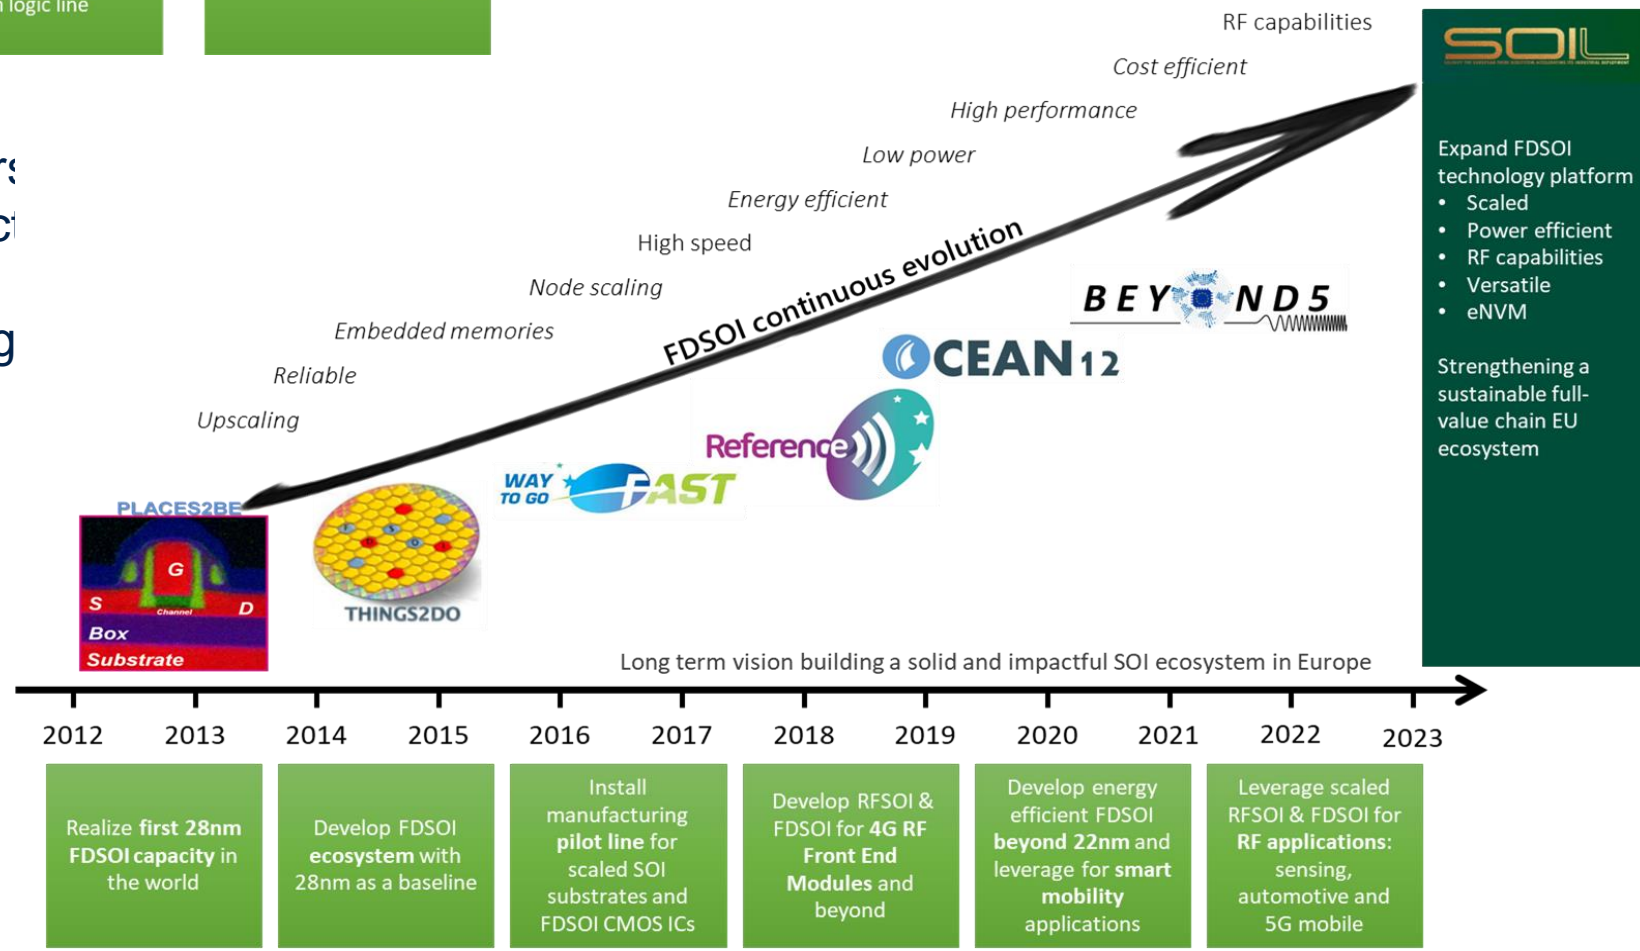 logic line
RF capabilities
Cost efficient
High performance
Low power
Energy efficient
High speed
Node scaling
Embedded memories
Reliable
Upscaling
FDSOI continuous evolution
PLACES2BE
G
S
Channel
D
Box
Substrate
THINGS2DO
WAY
TO GO
FAST
Reference
OCEAN12
BEYOND5
SOIL
Expand FDSOI
technology platform
• Scaled
• Power efficient
• RF capabilities
• Versatile
• eNVM
Strengthening a
sustainable full-
value chain EU
ecosystem
Long term vision building a solid and impactful SOI ecosystem in Europe
2012 2013 2014 2015 2016 2017 2018 2019 2020 2021 2022 2023
Realize first 28nm
FDSOI capacity in
the world
Develop FDSOI
ecosystem with
28nm as a baseline
Install
manufacturing
pilot line for
scaled SOI
substrates and
FDSOI CMOS ICs
Develop RFSOI &
FDSOI for 4G RF
Front End
Modules and
beyond
Develop energy
efficient FDSOI
beyond 22nm and
leverage for smart
mobility
applications
Leverage scaled
RFSOI & FDSOI for
RF applications:
sensing,
automotive and
5G mobile